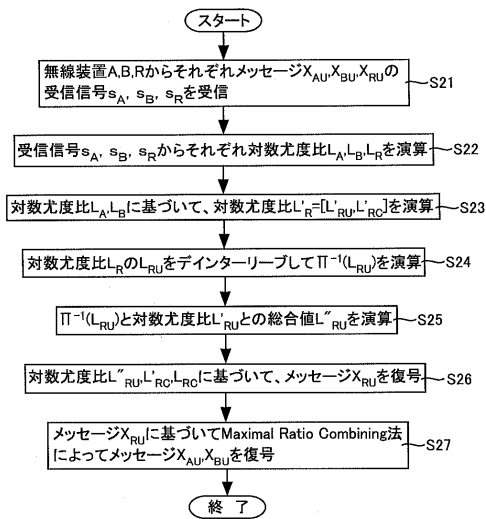 スタート
無線装置A,B,RからそれぞれメッセージX_AU,X_BU,X_RUの
受信信号s_A, s_B, s_Rを受信
S21
受信信号s_A, s_B, s_Rからそれぞれ対数尤度比L_A,L_B,L_Rを演算
S22
対数尤度比L_A,L_Bに基づいて、対数尤度比L'_R=[L'_RU,L'_RC]を演算
S23
対数尤度比L_RのL_RUをデインターリーブして∏⁻¹(L_RU)を演算
S24
∏⁻¹(L_RU)と対数尤度比L'_RUとの総合値L"_RUを演算
S25
対数尤度比L"_RU,L'_RC,L_RCに基づいて、メッセージX_RUを復号
S26
メッセージX_RUに基づいてMaximal Ratio Combining法
によってメッセージX_AU,X_BUを復号
S27
終 了